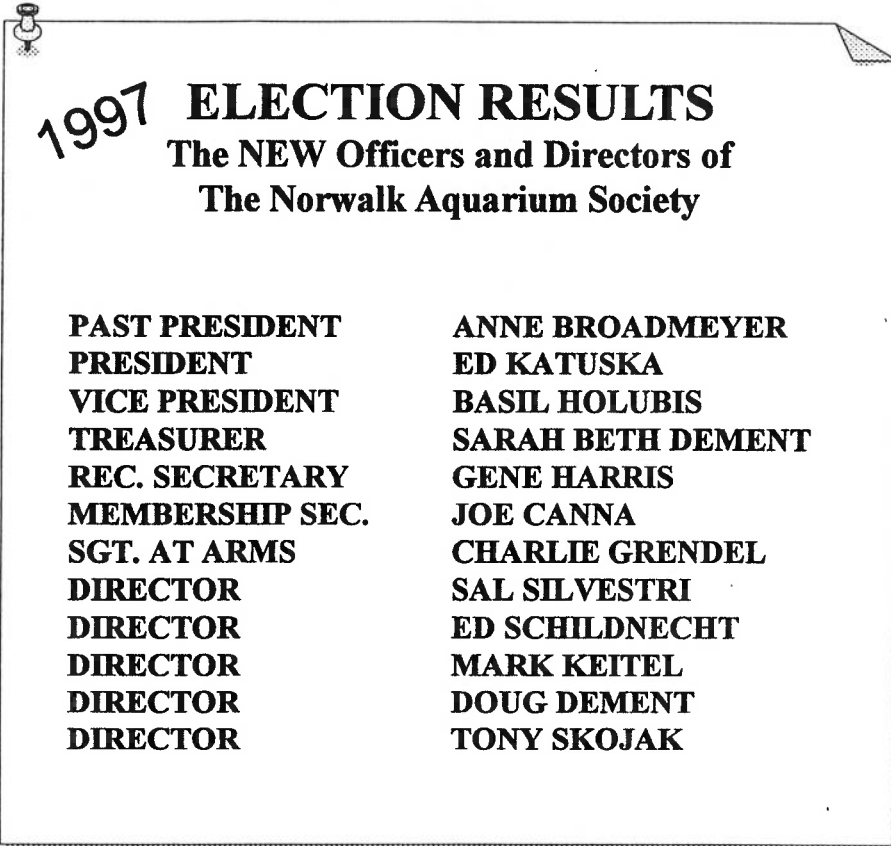 1997 ELECTION RESULTS
The NEW Officers and Directors of
The Norwalk Aquarium Society
PAST PRESIDENT ANNE BROADMEYER
PRESIDENT ED KATUSKA
VICE PRESIDENT BASIL HOLUBIS
TREASURER SARAH BETH DEMENT
REC. SECRETARY GENE HARRIS
MEMBERSHIP SEC. JOE CANNA
SGT. AT ARMS CHARLIE GRENDEL
DIRECTOR SAL SILVESTRI
DIRECTOR ED SCHILDNECHT
DIRECTOR MARK KEITEL
DIRECTOR DOUG DEMENT
DIRECTOR TONY SKOJAK